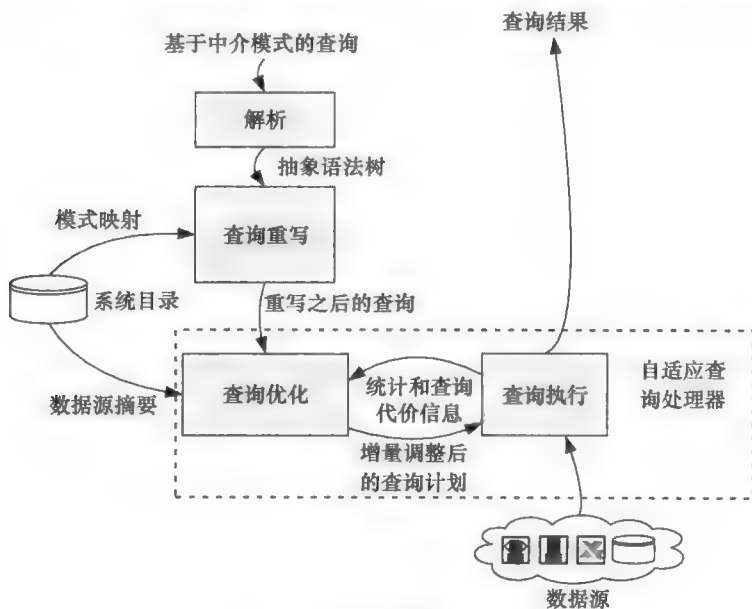 查询结果
基于中介模式的查询
解析
抽象语法树
模式映射
查询重写
系统目录
重写之后的查询
数据源摘要
查询优化
统计和查询
代价信息
查询执行
自适应查
询处理器
增量调整后
的查询计划
数据源